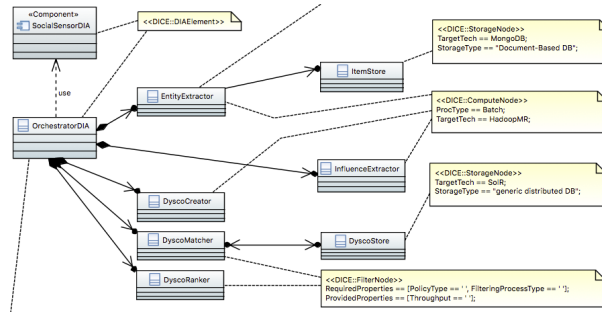 «Component»
SocialSensorDIA
<<DICE::DIAElement>>
<<DICE::StorageNode>>
TargetTech == MongoDB;
StorageType == "Document-Based DB";
ItemStore
EntityExtractor
use
OrchestratorDIA
<<DICE::ComputeNode>>
ProcType == Batch;
TargetTech == HadoopMR;
InfluenceExtractor
<<DICE::StorageNode>>
TargetTech == SolR;
StorageType == "generic distributed DB";
DyscoCreator
DyscoMatcher
DyscoStore
DyscoRanker
<<DICE::FilterNode>>
RequiredProperties == [PolicyType == ' ', FilteringProcessType == ' '];
ProvidedProperties == [Throughput == ' '];